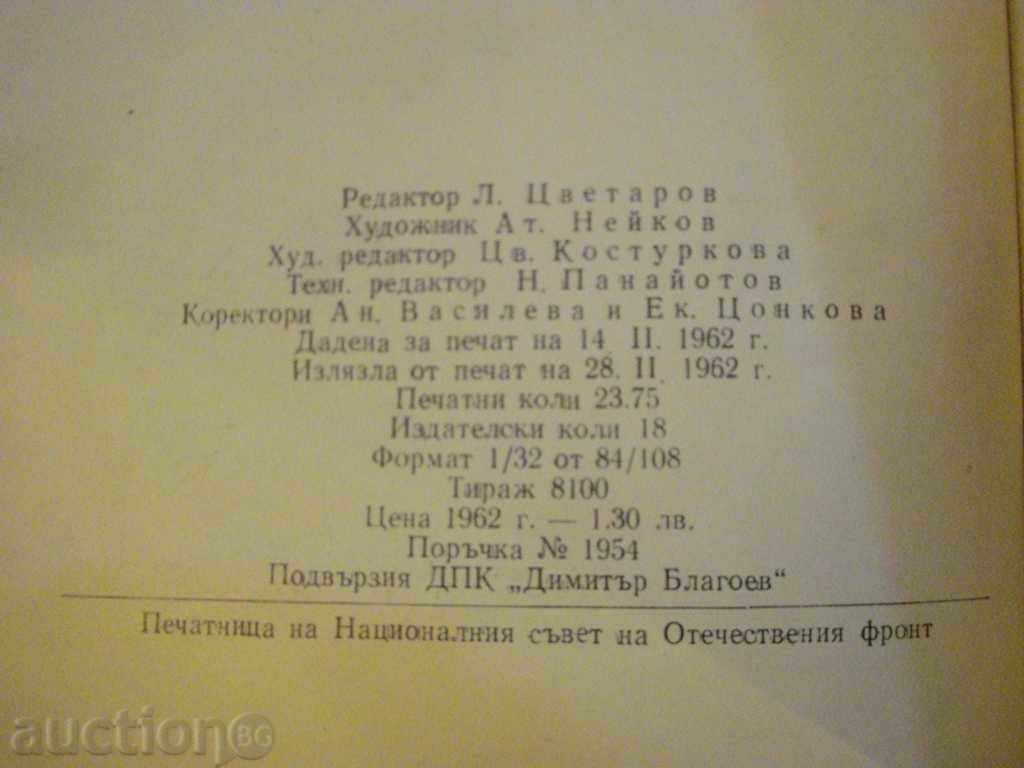 Редактор Л. Цветаров
Художник Ат. Нейков
Худ. редактор Цв. Костуркова
Техн. редактор Н. Панайотов
Коректори Ан. Василева и Ек. Цонкова
Дадена за печат на 14 II. 1962 г.
Излязла от печат на 28. II 1962 г.
Печатни коли 23.75
Издателски коли 18
Формат 1/32 от 84/108
Тираж 8100
Цена 1962 г. — 1.30 лв.
Поръчка № 1954
Подвързия ДПК „Димитър Благоев“
Печатница на Националния съвет на Отечествения фронт
auction BG